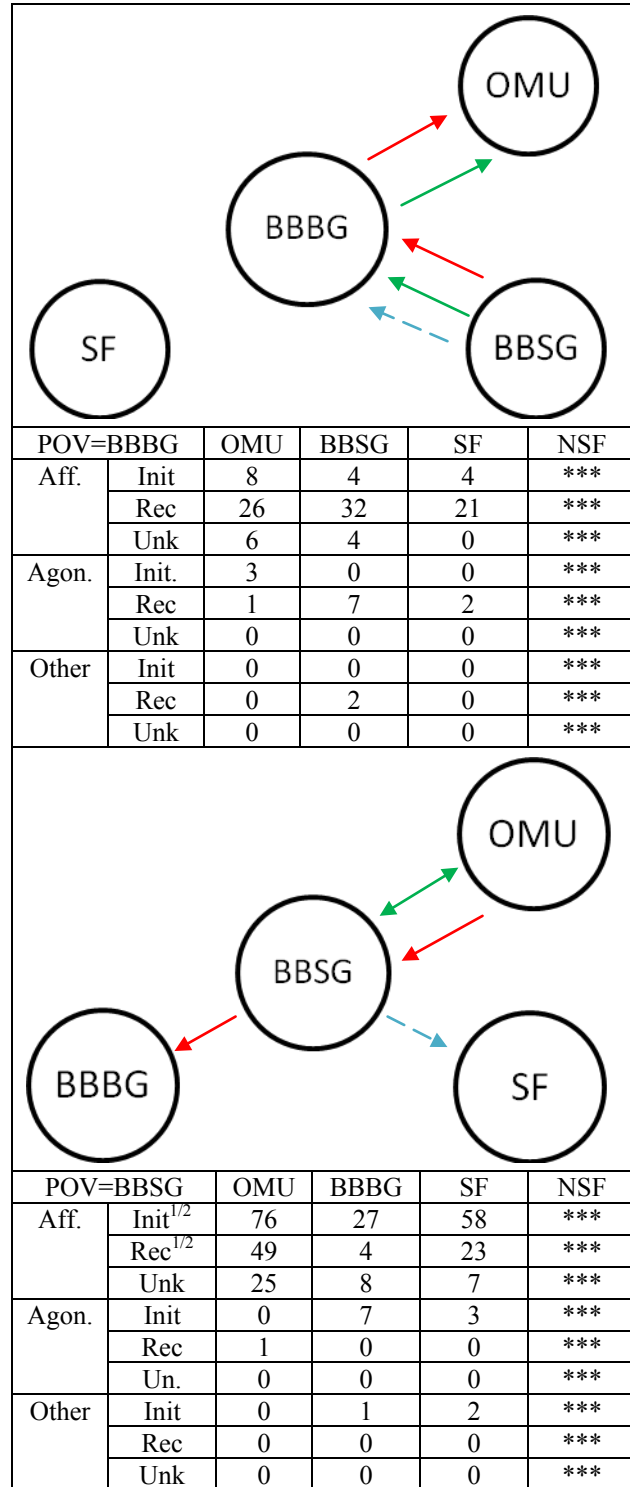 OMU
BBBG
SF
BBSG
POV=BBBG OMU BBSG SF NSF
Aff. Init 8 4 4 ***
Rec 26 32 21 ***
Unk 6 4 0 ***
Agon. Init. 3 0 0 ***
Rec 1 7 2 ***
Unk 0 0 0 ***
Other Init 0 0 0 ***
Rec 0 2 0 ***
Unk 0 0 0 ***
OMU
BBSG
BBBG SF
POV=BBSG OMU BBBG SF NSF
Aff. Init1/2 76 27 58 ***
Rec1/2 49 4 23 ***
Unk 25 8 7 ***
Agon. Init 0 7 3 ***
Rec 1 0 0 ***
Un. 0 0 0 ***
Other Init 0 1 2 ***
Rec 0 0 0 ***
Unk 0 0 0 ***